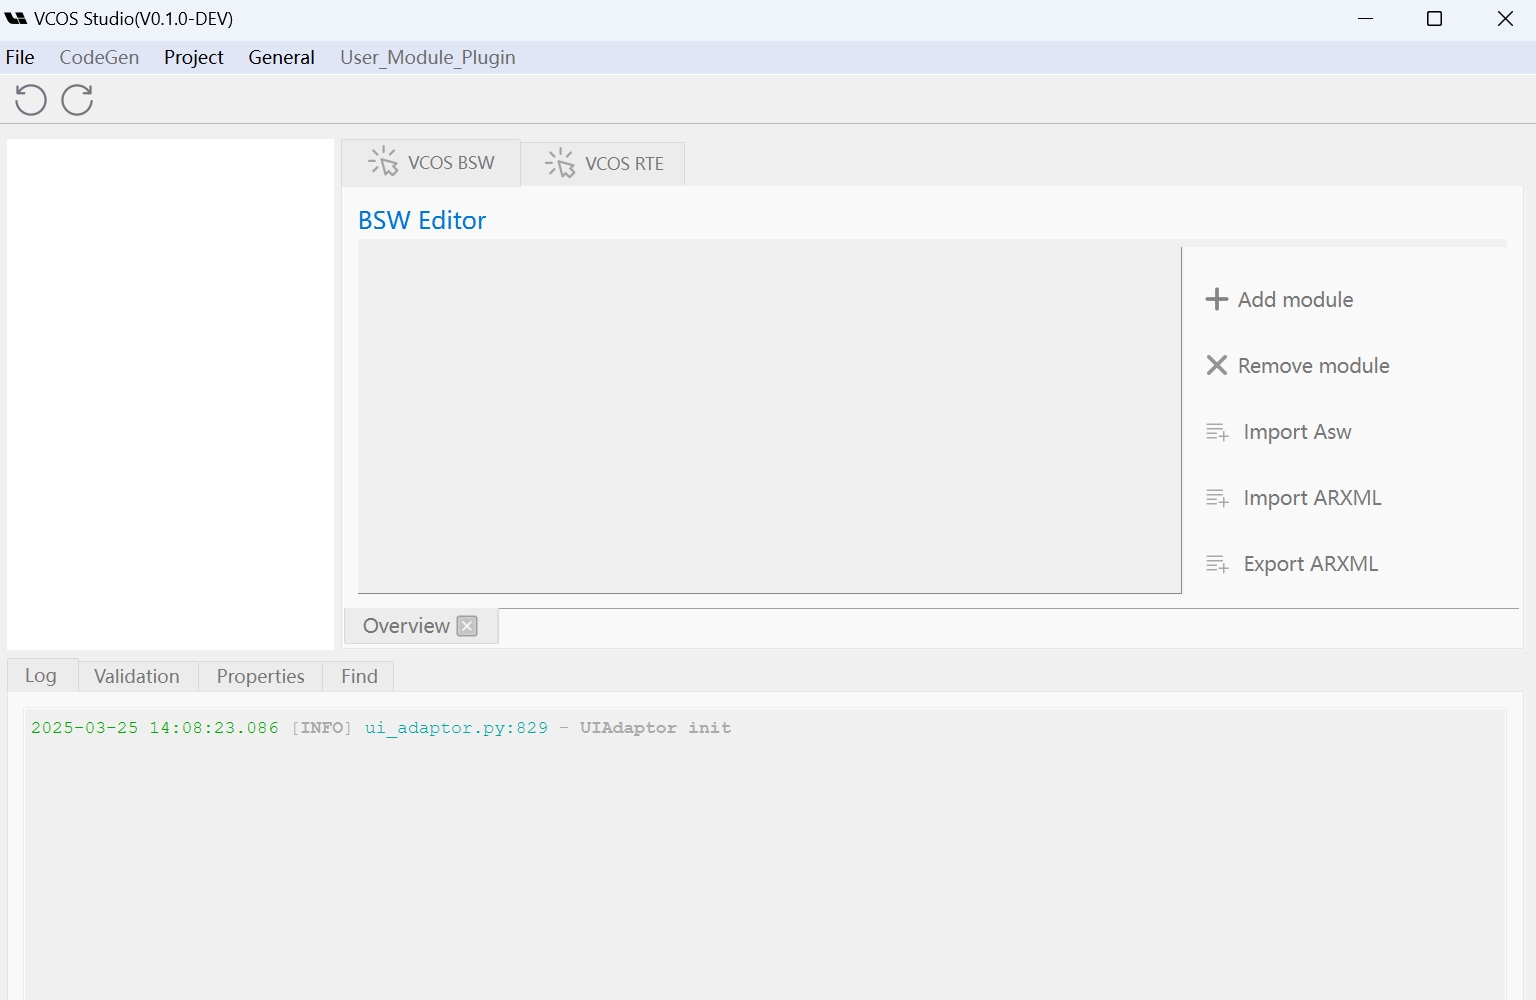 VCOS Studio(V0.1.0-DEV)
File CodeGen Project General User_Module_Plugin
VCOS BSW VCOS RTE
BSW Editor
Add module
Remove module
Import Asw
Import ARXML
Export ARXML
Overview
Log Validation Properties Find
2025-03-25 14:08:23.086 [INFO] ui_adaptor.py:829 - UIAdaptor init